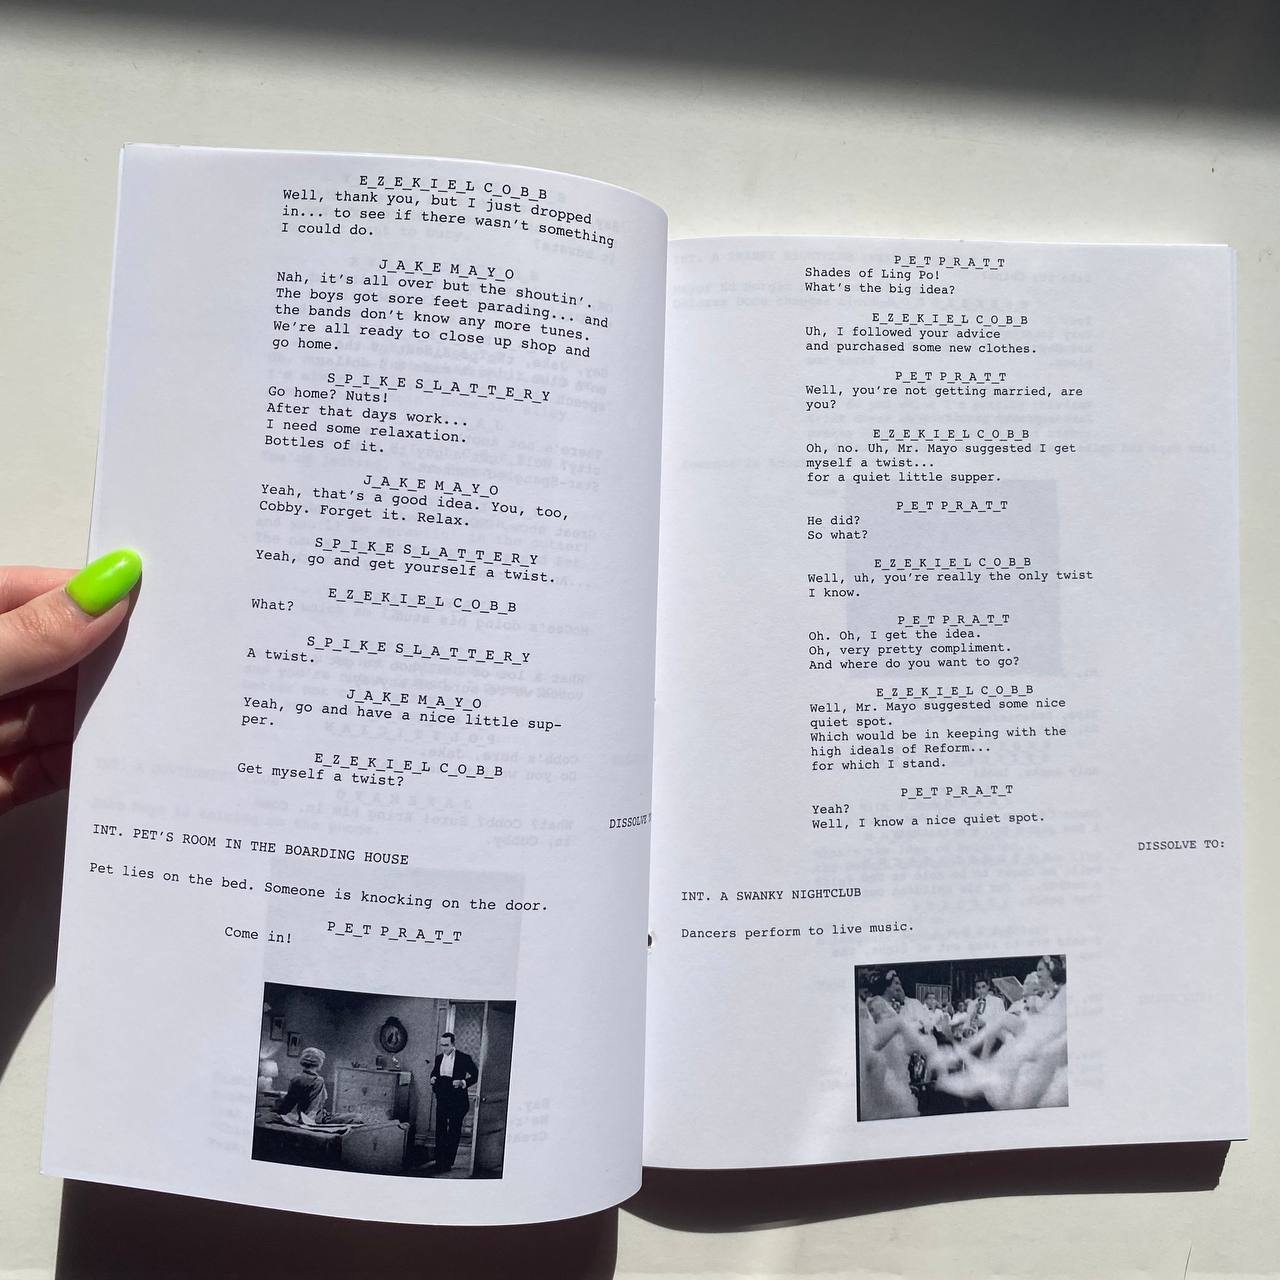 E_Z_E_K_I_E_L C_O_B_B
Well, thank you, but I just dropped
in... to see if there wasn't something
I could do.
J_A_K_E M_A_Y_O
Nah, it's all over but the shoutin'.
The boys got sore feet parading... and
the bands don't know any more tunes.
We're all ready to close up shop and
go home.
S_P_I_K_E S_L_A_T_T_E_R_Y
Go home? Nuts!
After that days work...
I need some relaxation.
Bottles of it.
J_A_K_E M_A_Y_O
Yeah, that's a good idea. You, too,
Cobby. Forget it. Relax.
S_P_I_K_E S_L_A_T_T_E_R_Y
Yeah, go and get yourself a twist.
E_Z_E_K_I_E_L C_O_B_B
What?
S_P_I_K_E S_L_A_T_T_E_R_Y
A twist.
J_A_K_E M_A_Y_O
Yeah, go and have a nice little sup-
per.
E_Z_E_K_I_E_L C_O_B_B
Get myself a twist?
DISSOLVE
INT. PET'S ROOM IN THE BOARDING HOUSE
Pet lies on the bed. Someone is knocking on the door.
P_E_T P_R_A_T_T
Come in!
P_E_T P_R_A_T_T
Shades of Ling Po!
What's the big idea?
E_Z_E_K_I_E_L C_O_B_B
Uh, I followed your advice
and purchased some new clothes.
P_E_T P_R_A_T_T
Well, you're not getting married, are
you?
E_Z_E_K_I_E_L C_O_B_B
Oh, no. Uh, Mr. Mayo suggested I get
myself a twist...
for a quiet little supper.
P_E_T P_R_A_T_T
He did?
So what?
E_Z_E_K_I_E_L C_O_B_B
Well, uh, you're really the only twist
I know.
P_E_T P_R_A_T_T
Oh. Oh, I get the idea.
Oh, very pretty compliment.
And where do you want to go?
E_Z_E_K_I_E_L C_O_B_B
Well, Mr. Mayo suggested some nice
quiet spot.
Which would be in keeping with the
high ideals of Reform...
for which I stand.
P_E_T P_R_A_T_T
Yeah?
Well, I know a nice quiet spot.
DISSOLVE TO:
INT. A SWANKY NIGHTCLUB
Dancers perform to live music.